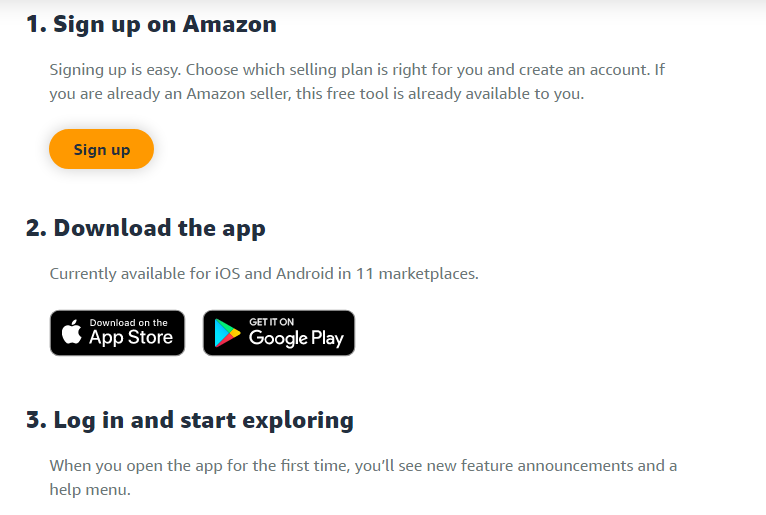 1. Sign up on Amazon
Signing up is easy. Choose which selling plan is right for you and create an account. If
you are already an Amazon seller, this free tool is already available to you.
Sign up
2. Download the app
Currently available for iOS and Android in 11 marketplaces.
Download on the
App Store
GET IT ON
Google Play
3. Log in and start exploring
When you open the app for the first time, you’ll see new feature announcements and a
help menu.